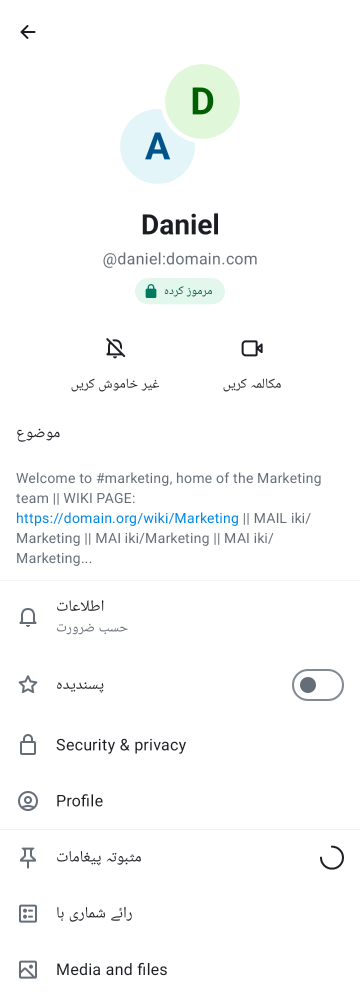 D
A
Daniel
@daniel:domain.com
مرموز کردہ
غیر خاموش کریں
مکالمہ کریں
موضوع
Welcome to #marketing, home of the Marketing
team || WIKI PAGE:
https://domain.org/wiki/Marketing || MAIL iki/
Marketing || MAI iki/Marketing || MAI iki/
Marketing...
اطلاعات
حسب ضرورت
پسندیدہ
Security & privacy
Profile
مثبوتہ پیغامات
رائے شماری ہا
Media and files